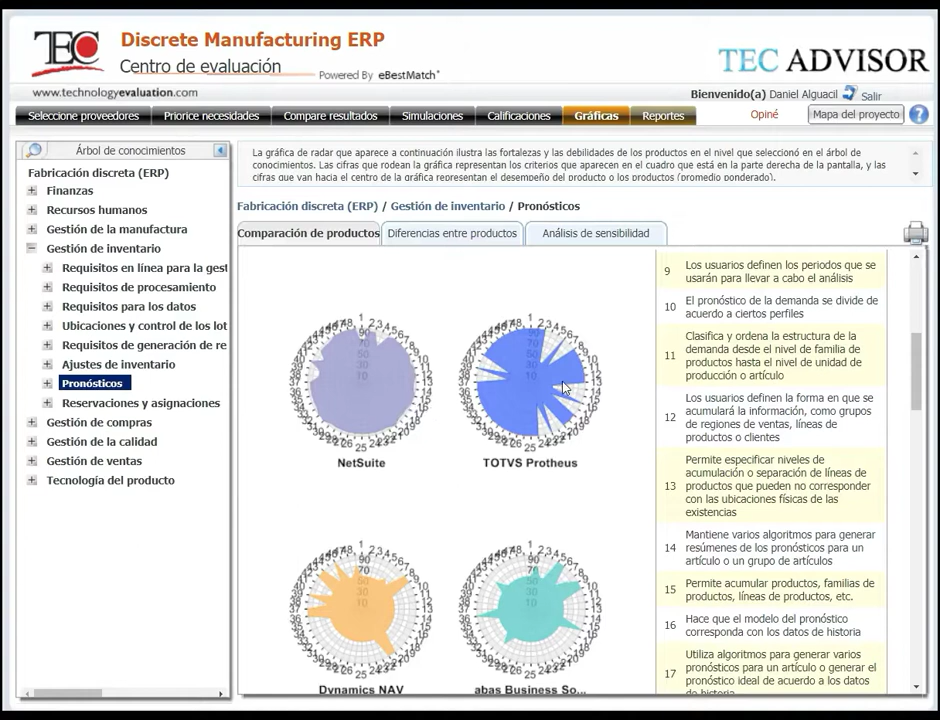 TEC
Discrete Manufacturing ERP
Centro de evaluación
Powered By eBestMatch
www.technologyevaluation.com
TEC ADVISOR
Bienvenido(a) Daniel Alguacil Salir
Seleccione proveedores Priorice necesidades Compare resultados Simulaciones Calificaciones Gráficas Reportes Opiné Mapa del proyecto ?
Árbol de conocimientos
Fabricación discreta (ERP)
Finanzas
Recursos humanos
Gestión de la manufactura
Gestión de inventario
Requisitos en línea para la gest
Requisitos de procesamiento
Requisitos para los datos
Ubicaciones y control de los lot
Requisitos de generación de re
Ajustes de inventario
Pronósticos
Reservaciones y asignaciones
Gestión de compras
Gestión de la calidad
Gestión de ventas
Tecnología del producto
La gráfica de radar que aparece a continuación ilustra las fortalezas y las debilidades de los productos en el nivel que seleccionó en el árbol de
conocimientos. Las cifras que rodean la gráfica representan los criterios que aparecen en el cuadro que está en la parte derecha de la pantalla, y las
cifras que van hacia el centro de la gráfica representan el desempeño del producto o los productos (promedio ponderado).
Fabricación discreta (ERP) / Gestión de inventario / Pronósticos
Comparación de productos Diferencias entre productos Análisis de sensibilidad
NetSuite
TOTVS Protheus
Dynamics NAV
abas Business So...
9 Los usuarios definen los periodos que se
usarán para llevar a cabo el análisis
10 El pronóstico de la demanda se divide de
acuerdo a ciertos perfiles
11 Clasifica y ordena la estructura de la
demanda desde el nivel de familia de
productos hasta el nivel de unidad de
producción o artículo
12 Los usuarios definen la forma en que se
acumulará la información, como grupos
de regiones de ventas, líneas de
productos o clientes
13 Permite especificar niveles de
acumulación o separación de líneas de
productos que pueden no corresponder
con las ubicaciones físicas de las
existencias
14 Mantiene varios algoritmos para generar
resúmenes de los pronósticos para un
artículo o un grupo de artículos
15 Permite acumular productos, familias de
productos, líneas de productos, etc.
16 Hace que el modelo del pronóstico
corresponda con los datos de historia
17 Utiliza algoritmos para generar varios
pronósticos para un artículo o generar el
pronóstico ideal de acuerdo a los datos
de historia